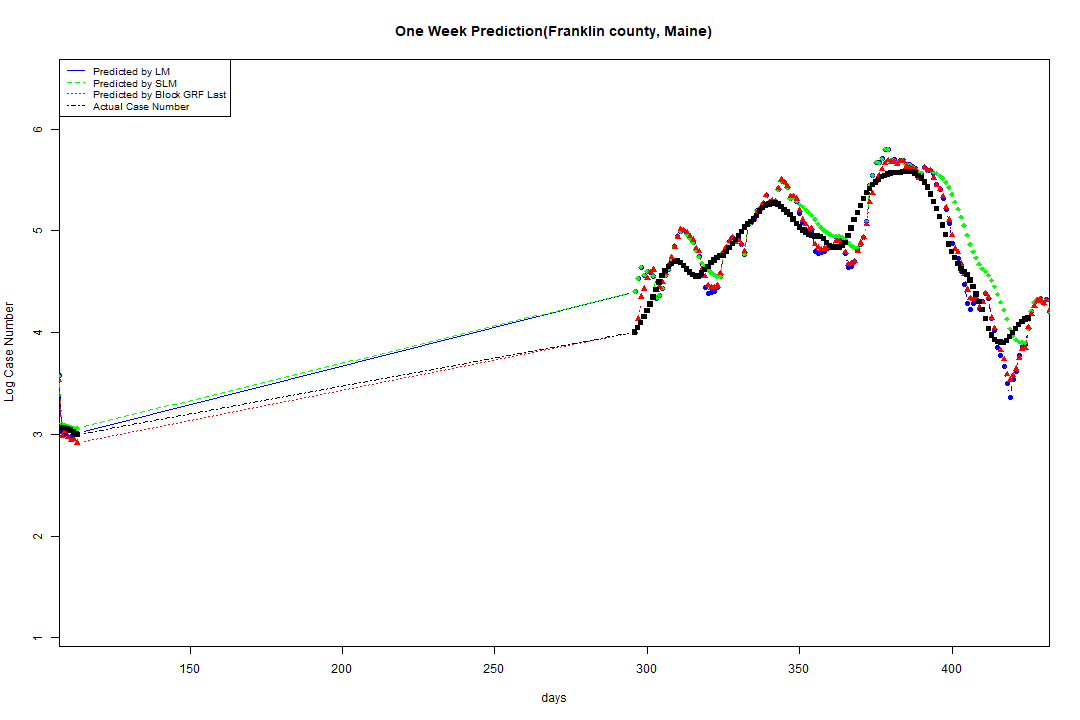 One Week Prediction(Franklin county, Maine)
Predicted by LM
Predicted by SLM
Predicted by Block GRF Last
Actual Case Number
6
5
4
3
2
1
Log Case Number
150 200 250 300 350 400
days